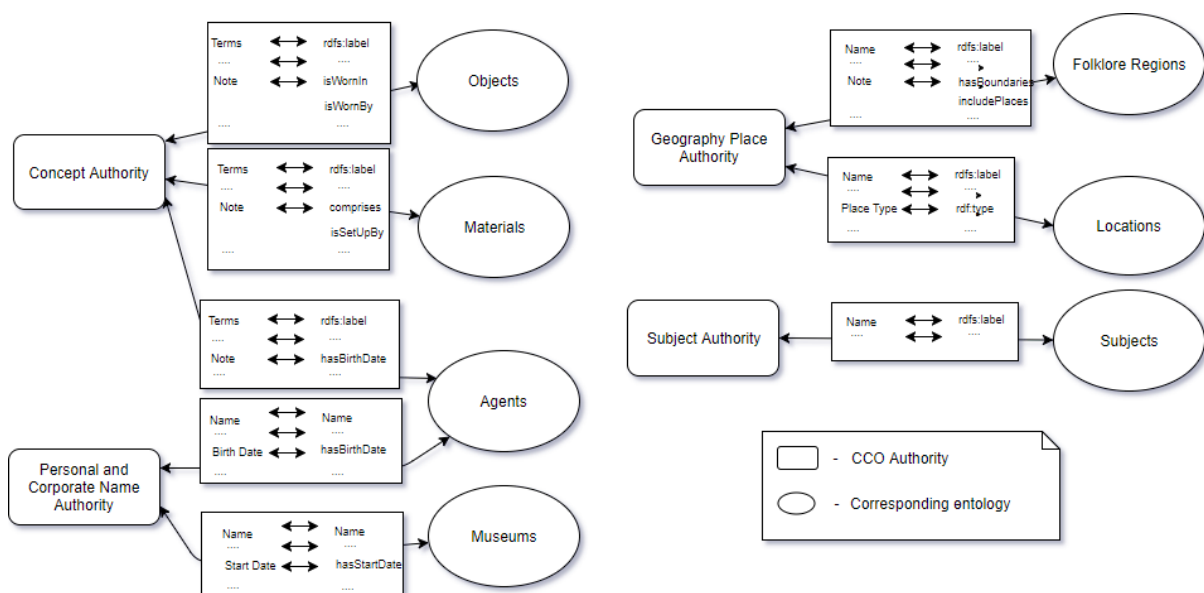 Terms rdfs:label
.... ....
Note isWornIn
isWornBy
.... ....
Objects
Concept Authority
Terms rdfs:label
.... ....
Note comprises
isSetUpBy
.... ....
Materials
Terms rdfs:label
.... ....
Note hasBirthDate
.... ....
Agents
Name Name
.... ....
Birth Date hasBirthDate
.... ....
Personal and
Corporate Name
Authority
Name Name
.... ....
Start Date hasStartDate
.... ....
Museums
Name rdfs:label
.... ....
Note hasBoundaries
includePlaces
.... ....
Folklore Regions
Geography Place
Authority
Name rdfs:label
.... ....
Place Type rdf:type
.... ....
Locations
Subject Authority
Name rdfs:label
.... ....
Subjects
- CCO Authority
- Corresponding entology